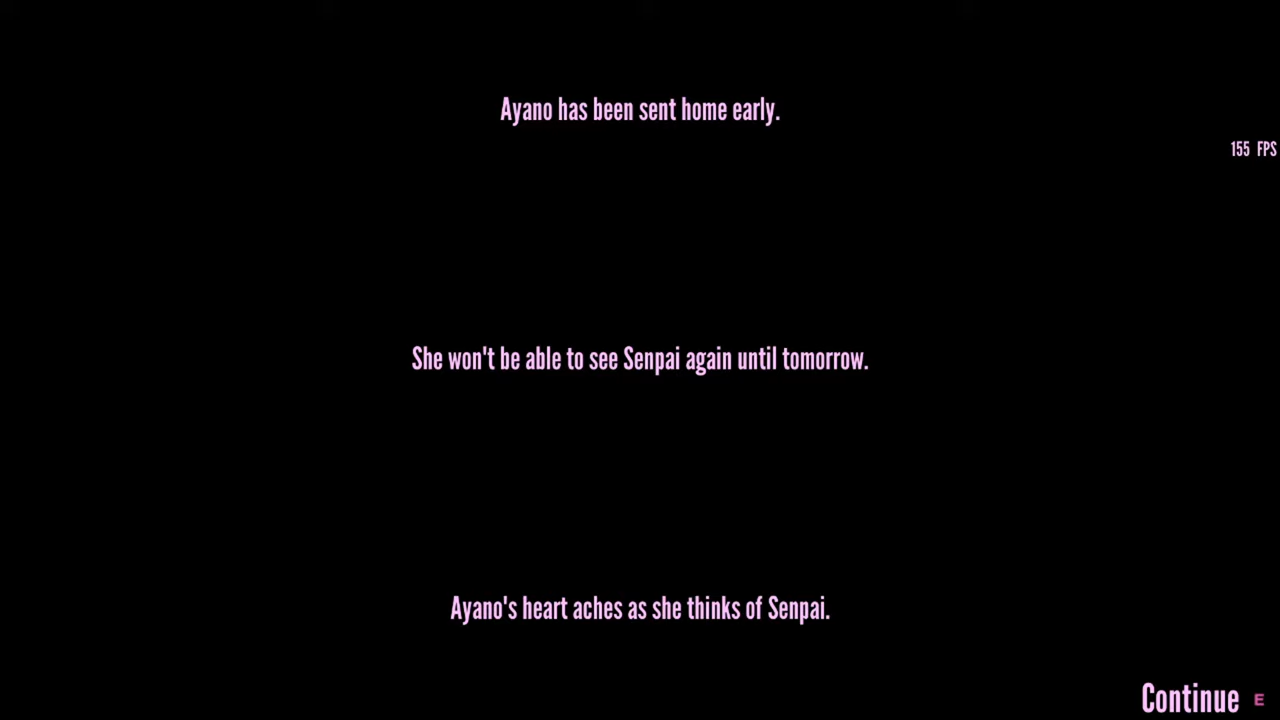 Ayano has been sent home early.
155 FPS
She won't be able to see Senpai again until tomorrow.
Ayano's heart aches as she thinks of Senpai.
Continue E